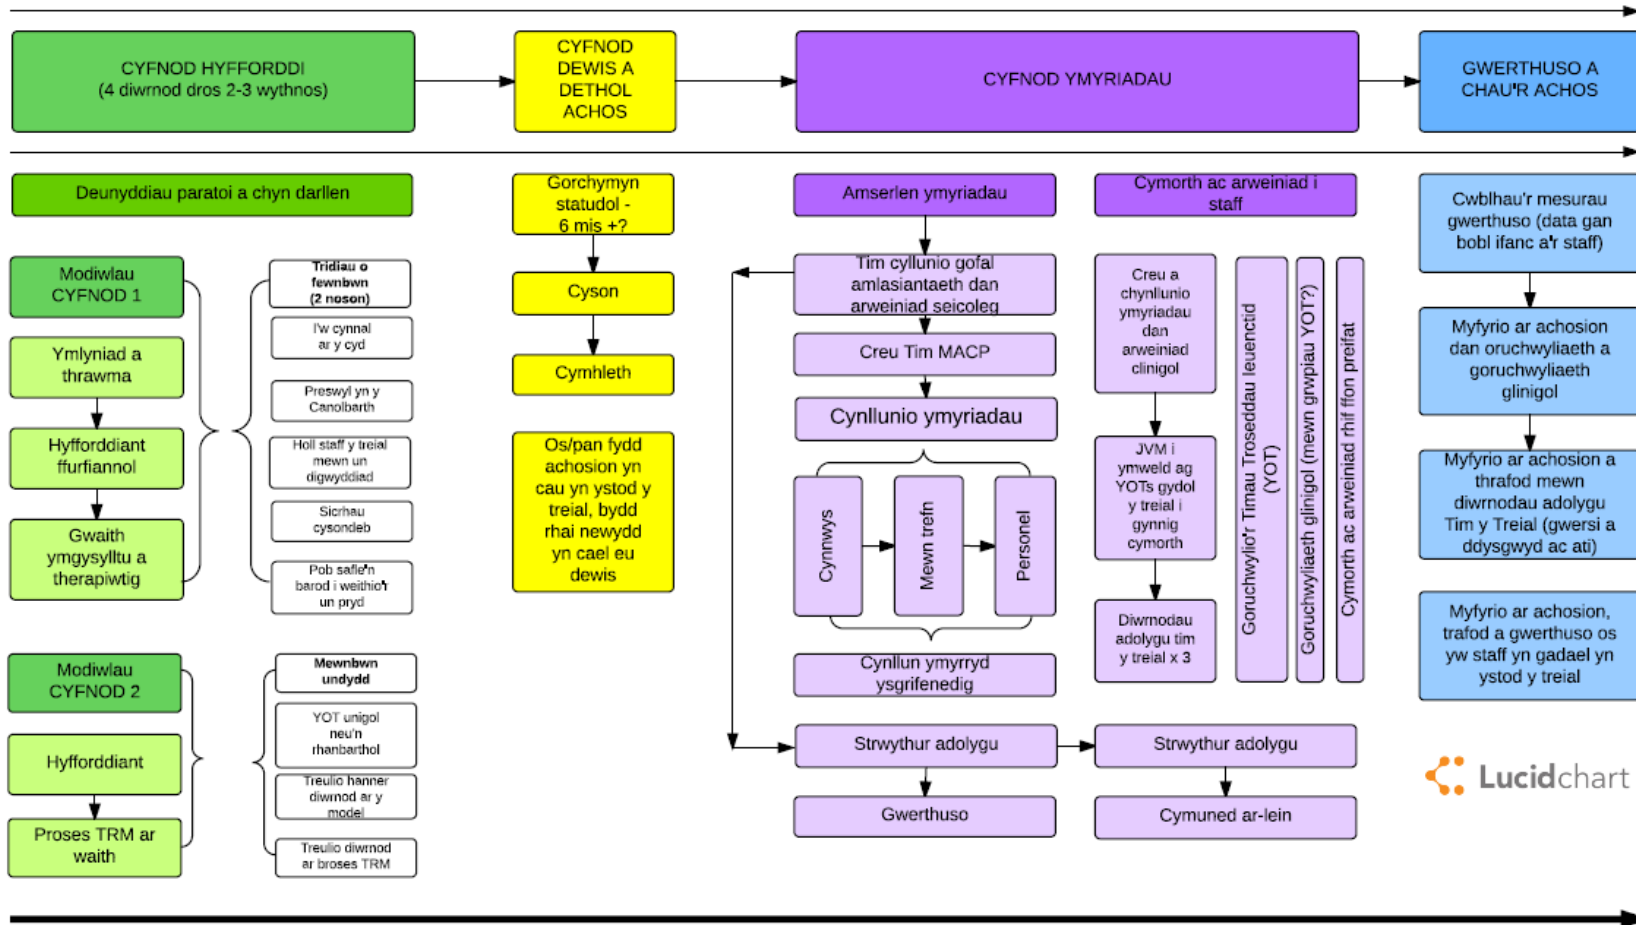 CYFNOD HYFFORDDI
(4 diwrnod dros 2-3 wythnos)
CYFNOD
DEWIS A
DETHOL
ACHOS
CYFNOD YMYRIADAU
GWERTHUSO A
CHAU'R ACHOS
Deunyddiau paratoi a chyn darllen
Modiwlau
CYFNOD 1
Ymlyniad a
thrawma
Hyfforddiant
ffurfiannol
Gwaith
ymgysylltu a
therapiwtig
Tridiau o
fewnbwn
(2 noson)
I'w cynnal
ar y cyd
Preswyl yn y
Canolbarth
Holl staff y treial
mewn un
digwyddiad
Sicrhau
cysondeb
Pob safle'n
barod i weithio'r
un pryd
Modiwlau
CYFNOD 2
Hyfforddiant
Proses TRM ar
waith
Mewnbwn
undydd
YOT unigol
neu'n
rhanbarthol
Treulio hanner
diwrnod ar y
model
Treulio diwrnod
ar broses TRM
Gorchymyn
statudol -
6 mis +?
Cyson
Cymhleth
Os/pan fydd
achosion yn
cau yn ystod y
treial, bydd
rhai newydd
yn cael eu
dewis
Amserlen ymyriadau
Tim cyllunio gofal
amlasiantaeth dan
arweiniad seicoleg
Creu Tim MACP
Cynllunio ymyriadau
Cynnwys
Mewn trefn
Personel
Cynllun ymyrryd
ysgrifenedig
Strwythur adolygu
Gwerthuso
Cymorth ac arweiniad i
staff
Creu a
chynllunio
ymyriadau
dan
arweiniad
clinigol
JVM i
ymweld ag
YOTs gydol
y treial i
gynnig
cymorth
Diwrnodau
adolygu tim
y treial x 3
Goruchwylio'r Timau Troseddau Ieuenctid
(YOT)
Goruchwyliaeth glinigol (mewn grwpiau YOT?)
Cymorth ac arweiniad rhif ffon preifat
Strwythur adolygu
Cymuned ar-lein
Cwblhau'r mesurau
gwerthuso (data gan
bobl ifanc a'r staff)
Myfyrio ar achosion
dan oruchwyliaeth a
goruchwyliaeth
glinigol
Myfyrio ar achosion a
thrafod mewn
diwrnodau adolygu
Tim y Treial (gwersi a
ddysgwyd ac ati)
Myfyrio ar achosion,
trafod a gwerthuso os
yw staff yn gadael yn
ystod y treial
Lucidchart